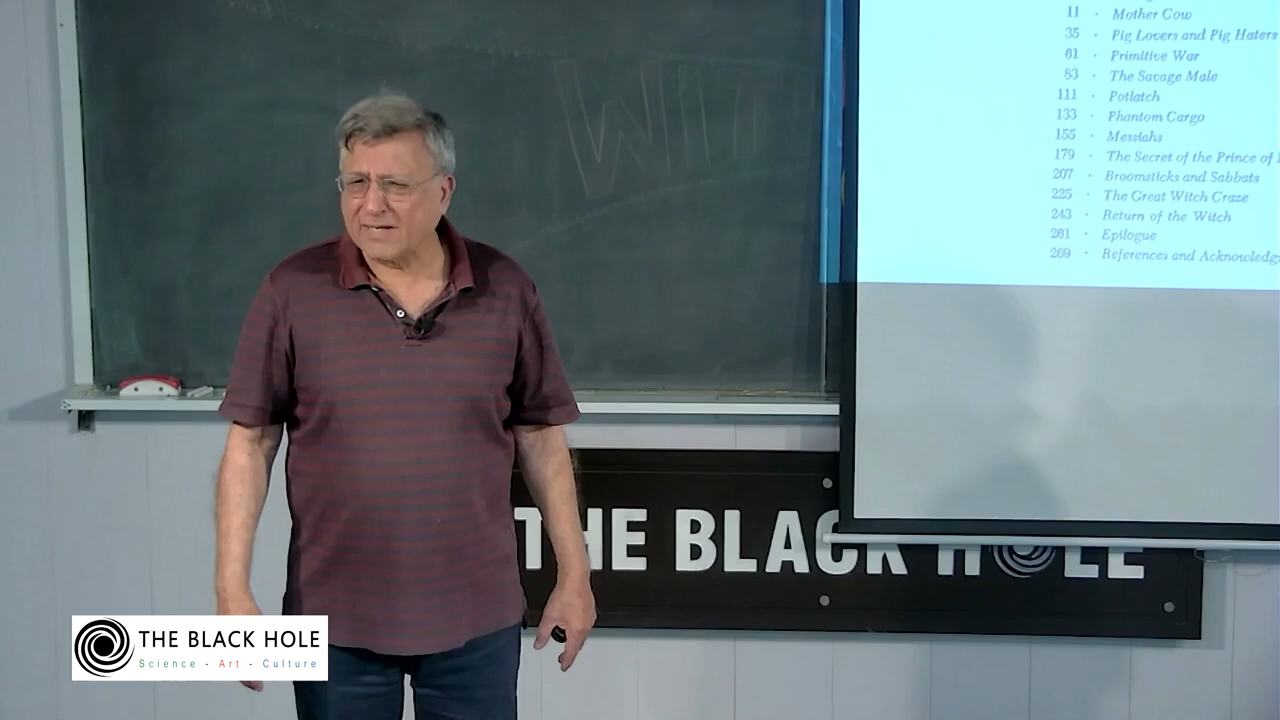 11 · Mother Cow
35 · Pig Lovers and Pig Haters
61 · Primitive War
83 · The Savage Male
111 · Potlatch
133 · Phantom Cargo
155 · Messiahs
179 · The Secret of the Prince of
207 · Broomsticks and Sabbats
225 · The Great Witch Craze
243 · Return of the Witch
261 · Epilogue
269 · References and Acknowledg
WIT
THE BLACK HOLE
THE BLACK HOLE
Science - Art - Culture